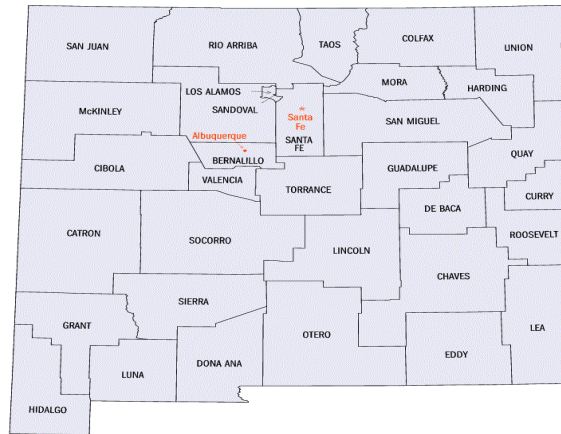 SAN JUAN
RIO ARRIBA
TAOS
COLFAX
UNION
MORA
HARDING
LOS ALAMOS
McKINLEY
SANDOVAL
Santa
Fe
SANTA
FE
SAN MIGUEL
Albuquerque
BERNALILLO
CIBOLA
VALENCIA
TORRANCE
GUADALUPE
QUAY
CURRY
DE BACA
ROOSEVELT
CATRON
SOCORRO
LINCOLN
CHAVES
SIERRA
GRANT
OTERO
LEA
EDDY
DONA ANA
LUNA
HIDALGO